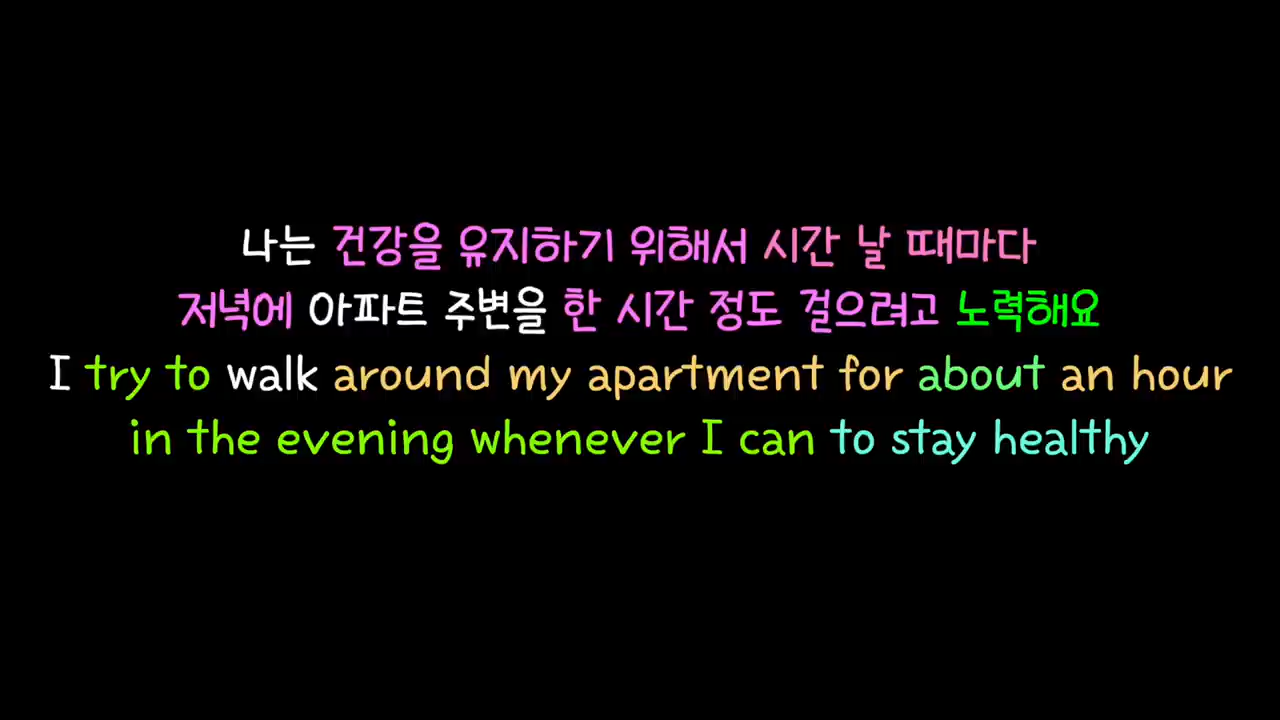 나는 건강을 유지하기 위해서 시간 날 때마다
저녁에 아파트 주변을 한 시간 정도 걸으려고 노력해요
I try to walk around my apartment for about an hour
in the evening whenever I can to stay healthy